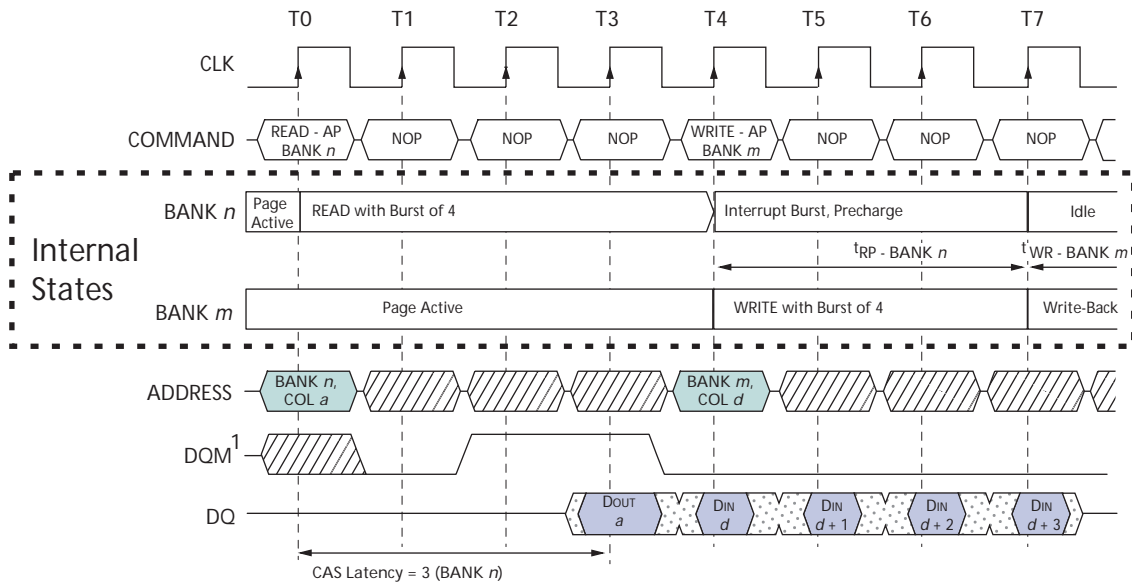 T0 T1 T2 T3 T4 T5 T6 T7
CLK
COMMAND
READ - AP
BANK n
NOP
NOP
NOP
WRITE - AP
BANK m
NOP
NOP
NOP
Internal
States
BANK n
Page
Active
READ with Burst of 4
Interrupt Burst, Precharge
Idle
tRP - BANK n
tWR - BANK m
BANK m
Page Active
WRITE with Burst of 4
Write-Back
ADDRESS
BANK n,
COL a
BANK m,
COL d
DQM1
DQ
DOUT
a
DIN
d
DIN
d + 1
DIN
d + 2
DIN
d + 3
CAS Latency = 3 (BANK n)